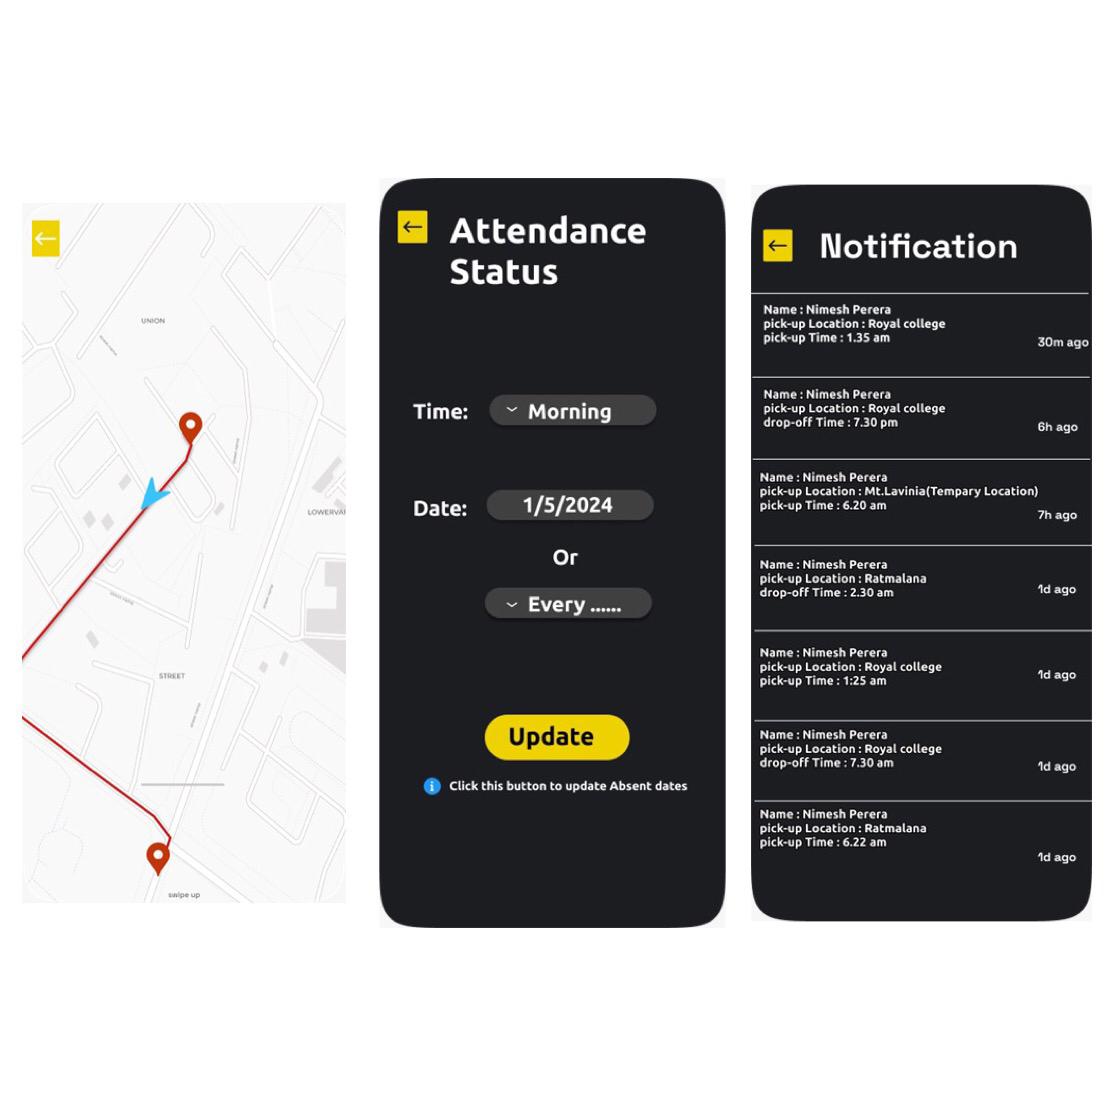 UNION
LOWERVAN
STREET
swipe up
Attendance
Status
Time: Morning
Date: 1/5/2024
Or
Every ......
Update
Click this button to update Absent dates
Notification
Name : Nimesh Perera
pick-up Location : Royal college
pick-up Time : 1.35 am
30m ago
Name : Nimesh Perera
pick-up Location : Royal college
drop-off Time : 7.30 pm
6h ago
Name : Nimesh Perera
pick-up Location : Mt.Lavinia(Tempary Location)
pick-up Time : 6.20 am
7h ago
Name : Nimesh Perera
pick-up Location : Ratmalana
drop-off Time : 2.30 am
1d ago
Name : Nimesh Perera
pick-up Location : Royal college
pick-up Time : 1:25 am
1d ago
Name : Nimesh Perera
pick-up Location : Royal college
drop-off Time : 7.30 am
1d ago
Name : Nimesh Perera
pick-up Location : Ratmalana
pick-up Time : 6.22 am
1d ago